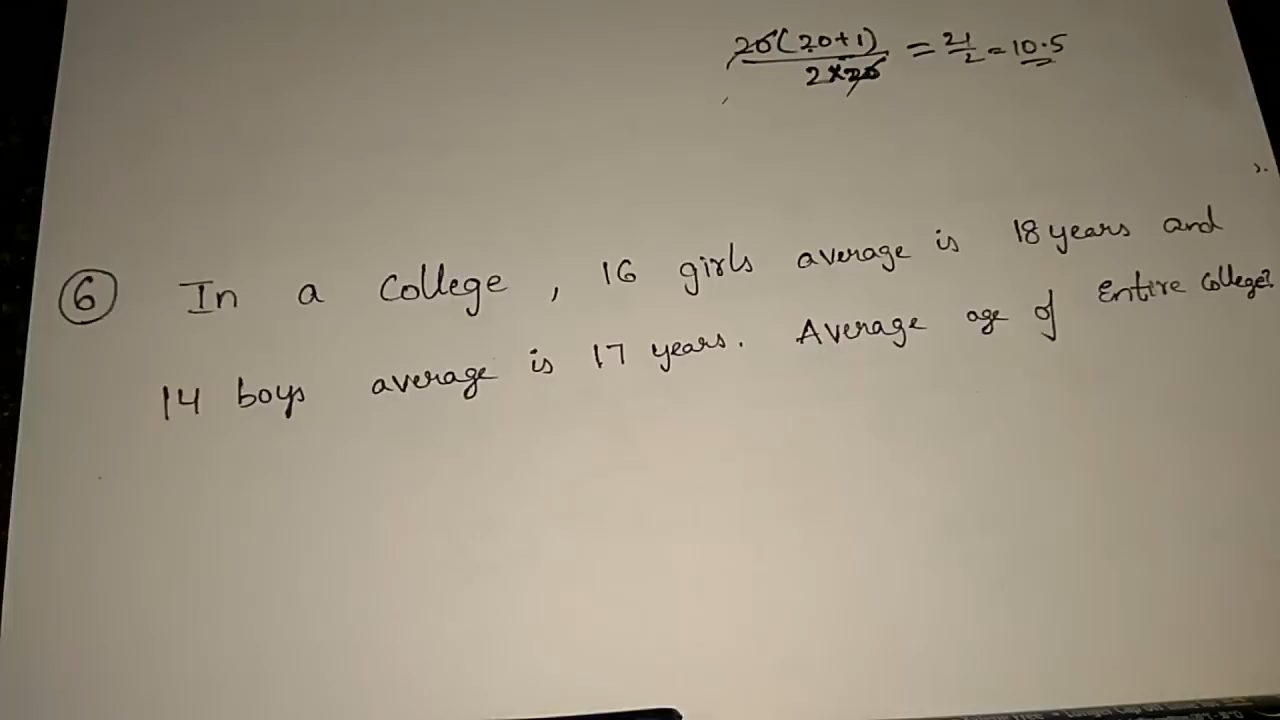 20(20+1) / 2×20 = 21/2 = 10.5
6 In a college, 16 girls average is 18 years and
14 boys average is 17 years. Average age of Entire College?